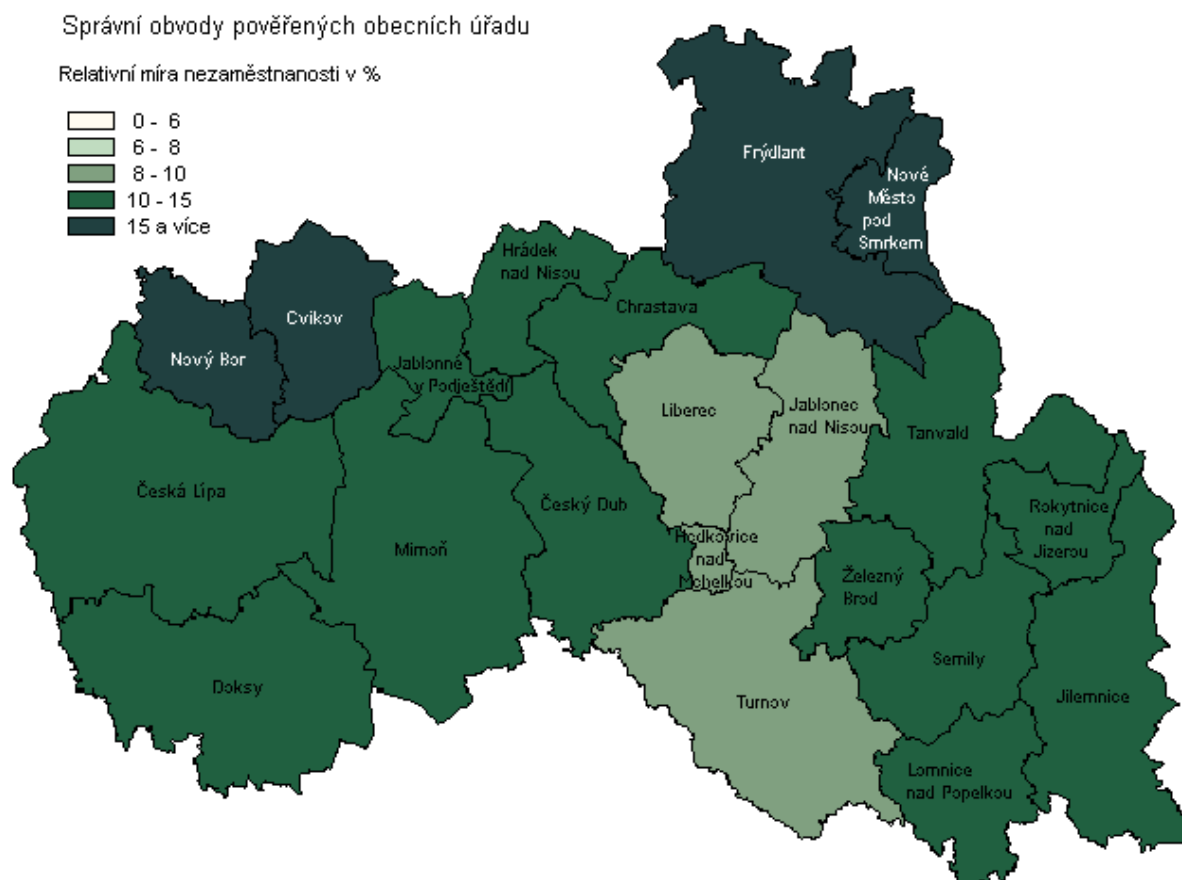 Správní obvody pověřených obecních úřadu
Relativní míra nezaměstnanosti v %
0 - 6
6 - 8
8 - 10
10 - 15
15 a více
Frýdlant
Nové
Město
pod
Smrkem
Hrádek
nad Nisou
Chrastava
Cvikov
Nový Bor
Jablonné
v Podještědí
Liberec
Jablonec
nad Nisou
Tanvald
Česká Lípa
Český Dub
Mimoň
Rokytnice
nad
Jizerou
Hodkovice
nad
Mohelkou
Železný
Brod
Semily
Doksy
Turnov
Jilemnice
Lomnice
nad Popelkou